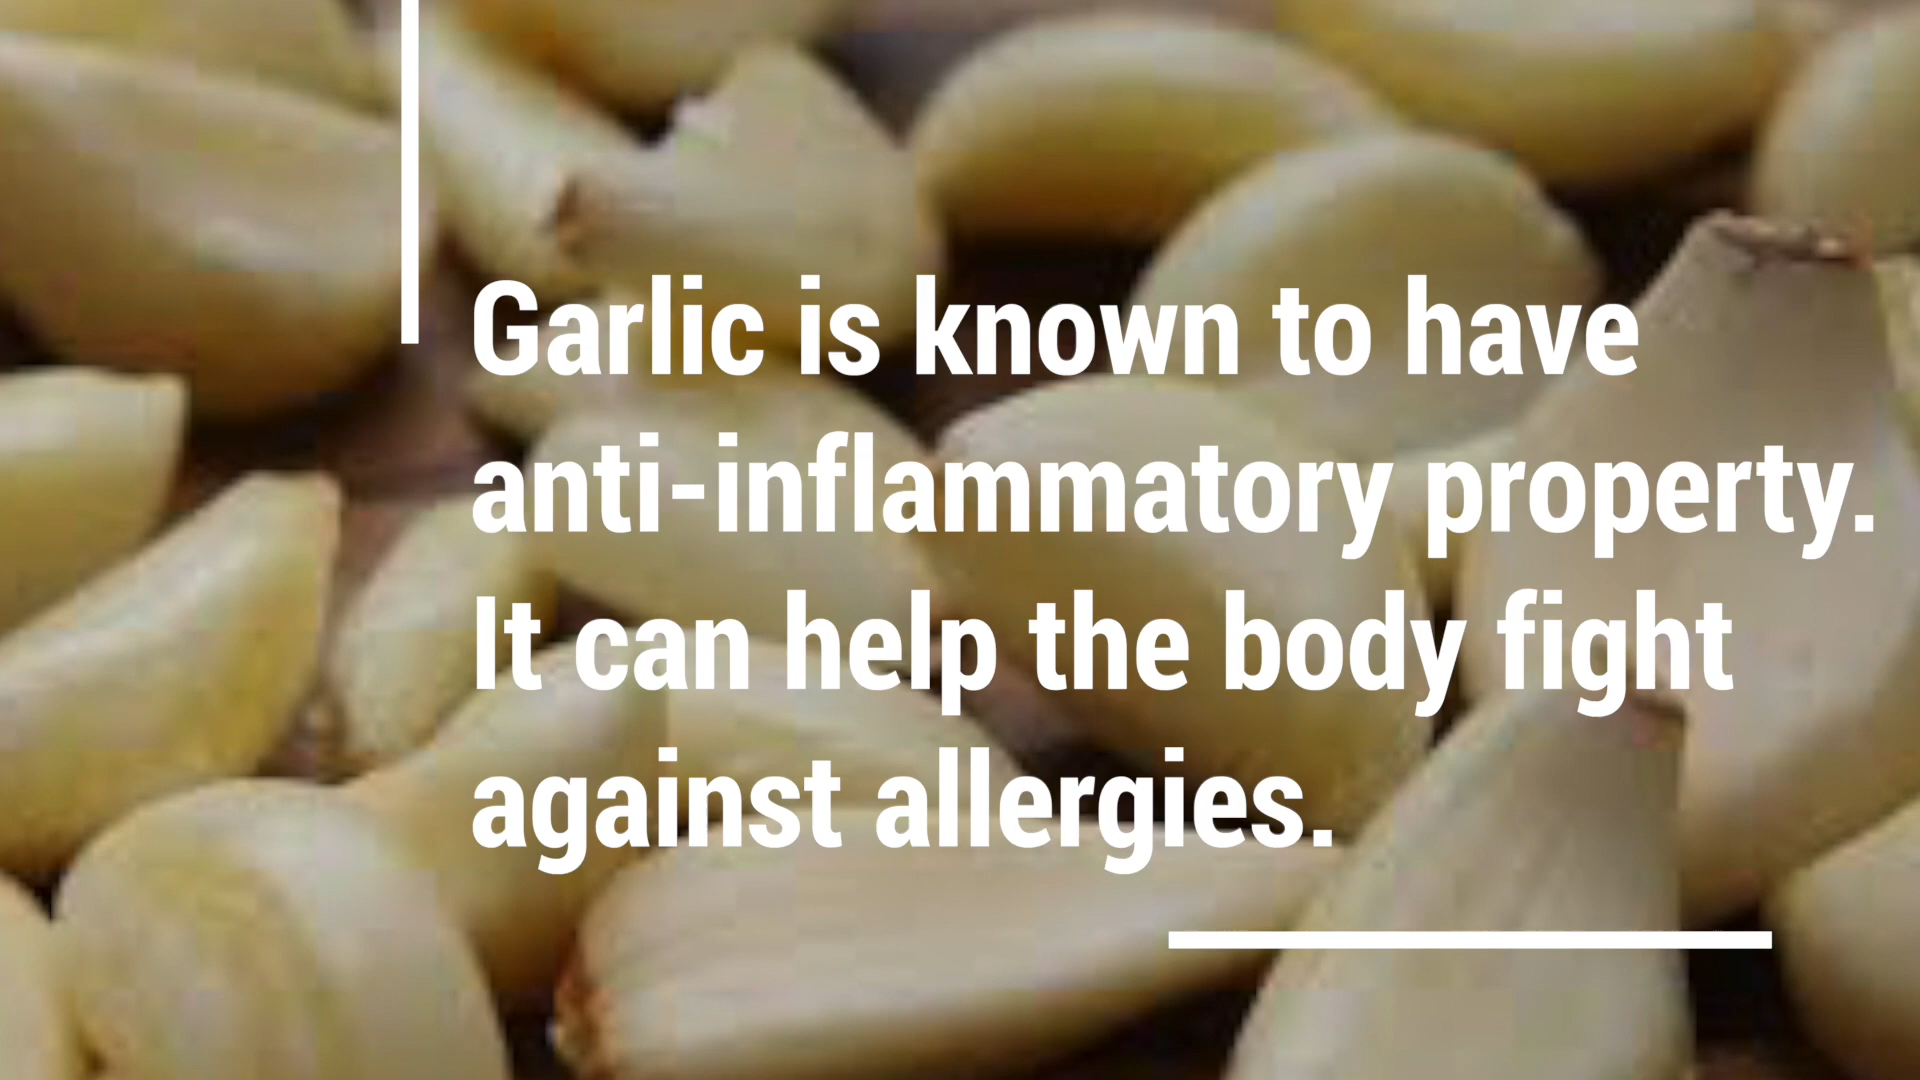 Garlic is known to have
anti-inflammatory property.
It can help the body fight
against allergies.